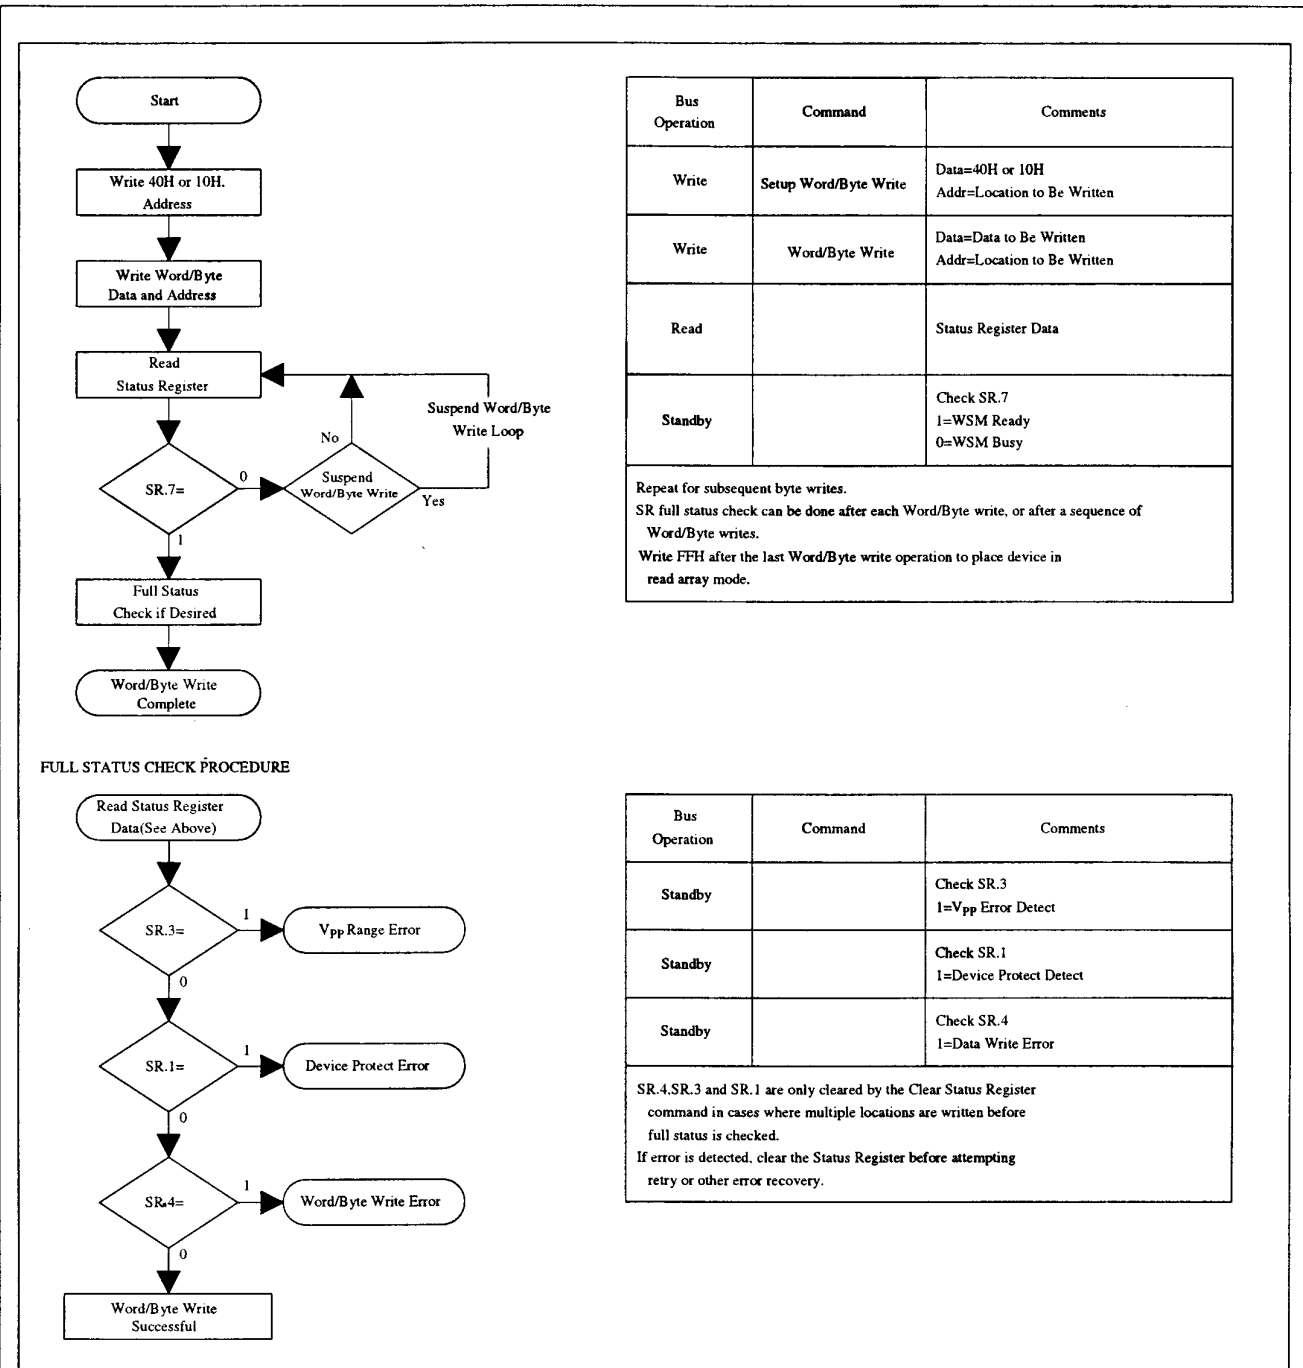 Start
Write 40H or 10H.
Address
Write Word/Byte
Data and Address
Read
Status Register
Suspend Word/Byte
Write Loop
No
SR.7=
0
Suspend
Word/Byte Write
Yes
1
Full Status
Check if Desired
Word/Byte Write
Complete
Bus
Operation
Command
Comments
Write
Setup Word/Byte Write
Data=40H or 10H
Addr=Location to Be Written
Write
Word/Byte Write
Data=Data to Be Written
Addr=Location to Be Written
Read
Status Register Data
Standby
Check SR.7
1=WSM Ready
0=WSM Busy
Repeat for subsequent byte writes.
SR full status check can be done after each Word/Byte write, or after a sequence of
Word/Byte writes.
Write FFH after the last Word/Byte write operation to place device in
read array mode.
FULL STATUS CHECK PROCEDURE
Read Status Register
Data(See Above)
SR.3=
1
VPP Range Error
0
SR.1=
1
Device Protect Error
0
SR.4=
1
Word/Byte Write Error
0
Word/Byte Write
Successful
Bus
Operation
Command
Comments
Standby
Check SR.3
1=VPP Error Detect
Standby
Check SR.1
1=Device Protect Detect
Standby
Check SR.4
1=Data Write Error
SR.4.SR.3 and SR.1 are only cleared by the Clear Status Register
command in cases where multiple locations are written before
full status is checked.
If error is detected, clear the Status Register before attempting
retry or other error recovery.